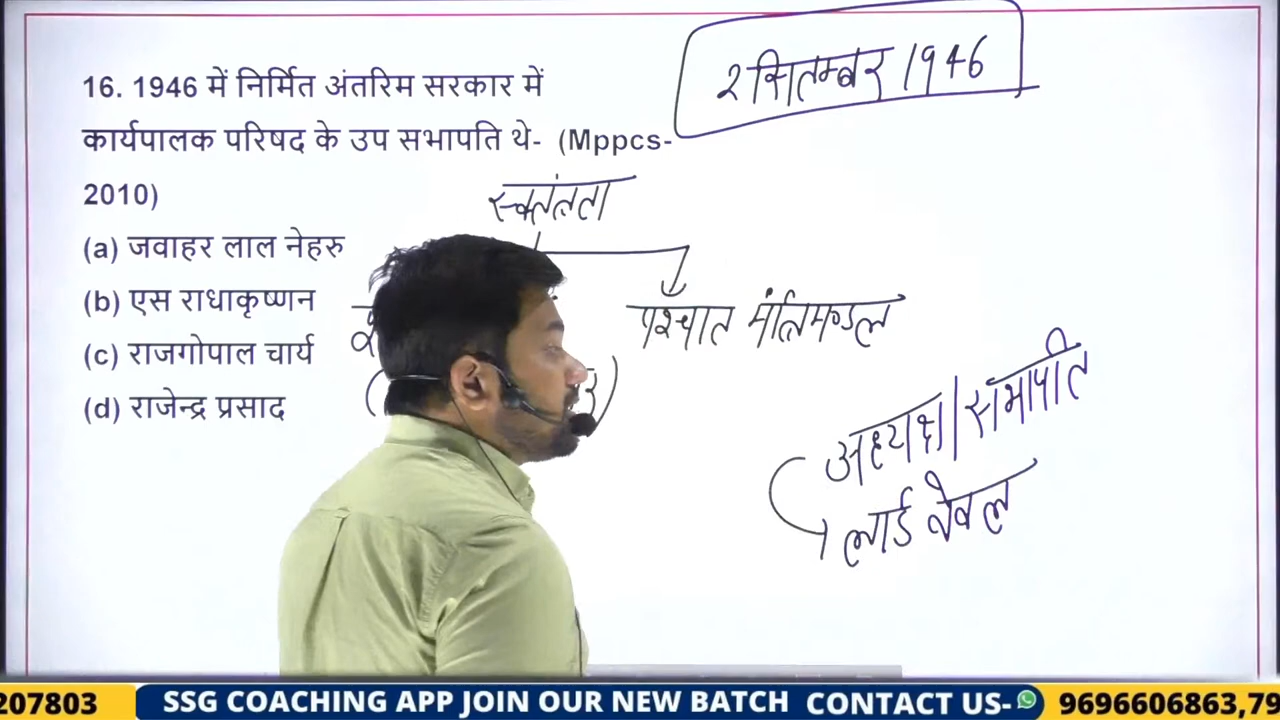 २ सितम्बर 1946
16. 1946 में निर्मित अंतरिम सरकार में
कार्यपालक परिषद के उप सभापति थे- (Mppcs-
2010)
स्वतंत्रता
(a) जवाहर लाल नेहरु
(b) एस राधाकृष्णन
पश्चात मंत्रिमण्डल
(c) राजगोपाल चार्य
(d) राजेन्द्र प्रसाद
अध्यक्ष/सभापति
लार्ड वेवल
207803 SSG COACHING APP JOIN OUR NEW BATCH CONTACT US- 9696606863,79